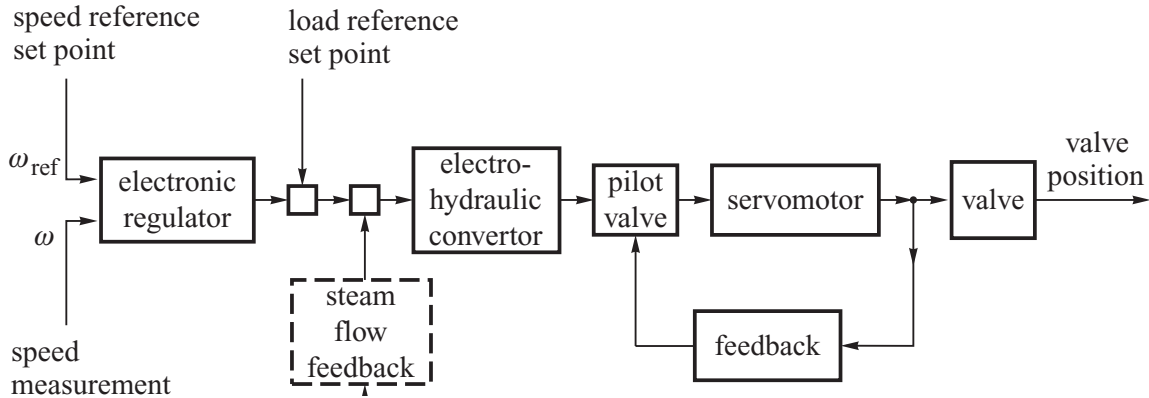 speed reference
set point
load reference
set point
ω_ref
ω
electronic
regulator
electro-
hydraulic
convertor
pilot
valve
servomotor
valve
valve
position
steam
flow
feedback
feedback
speed
measurement